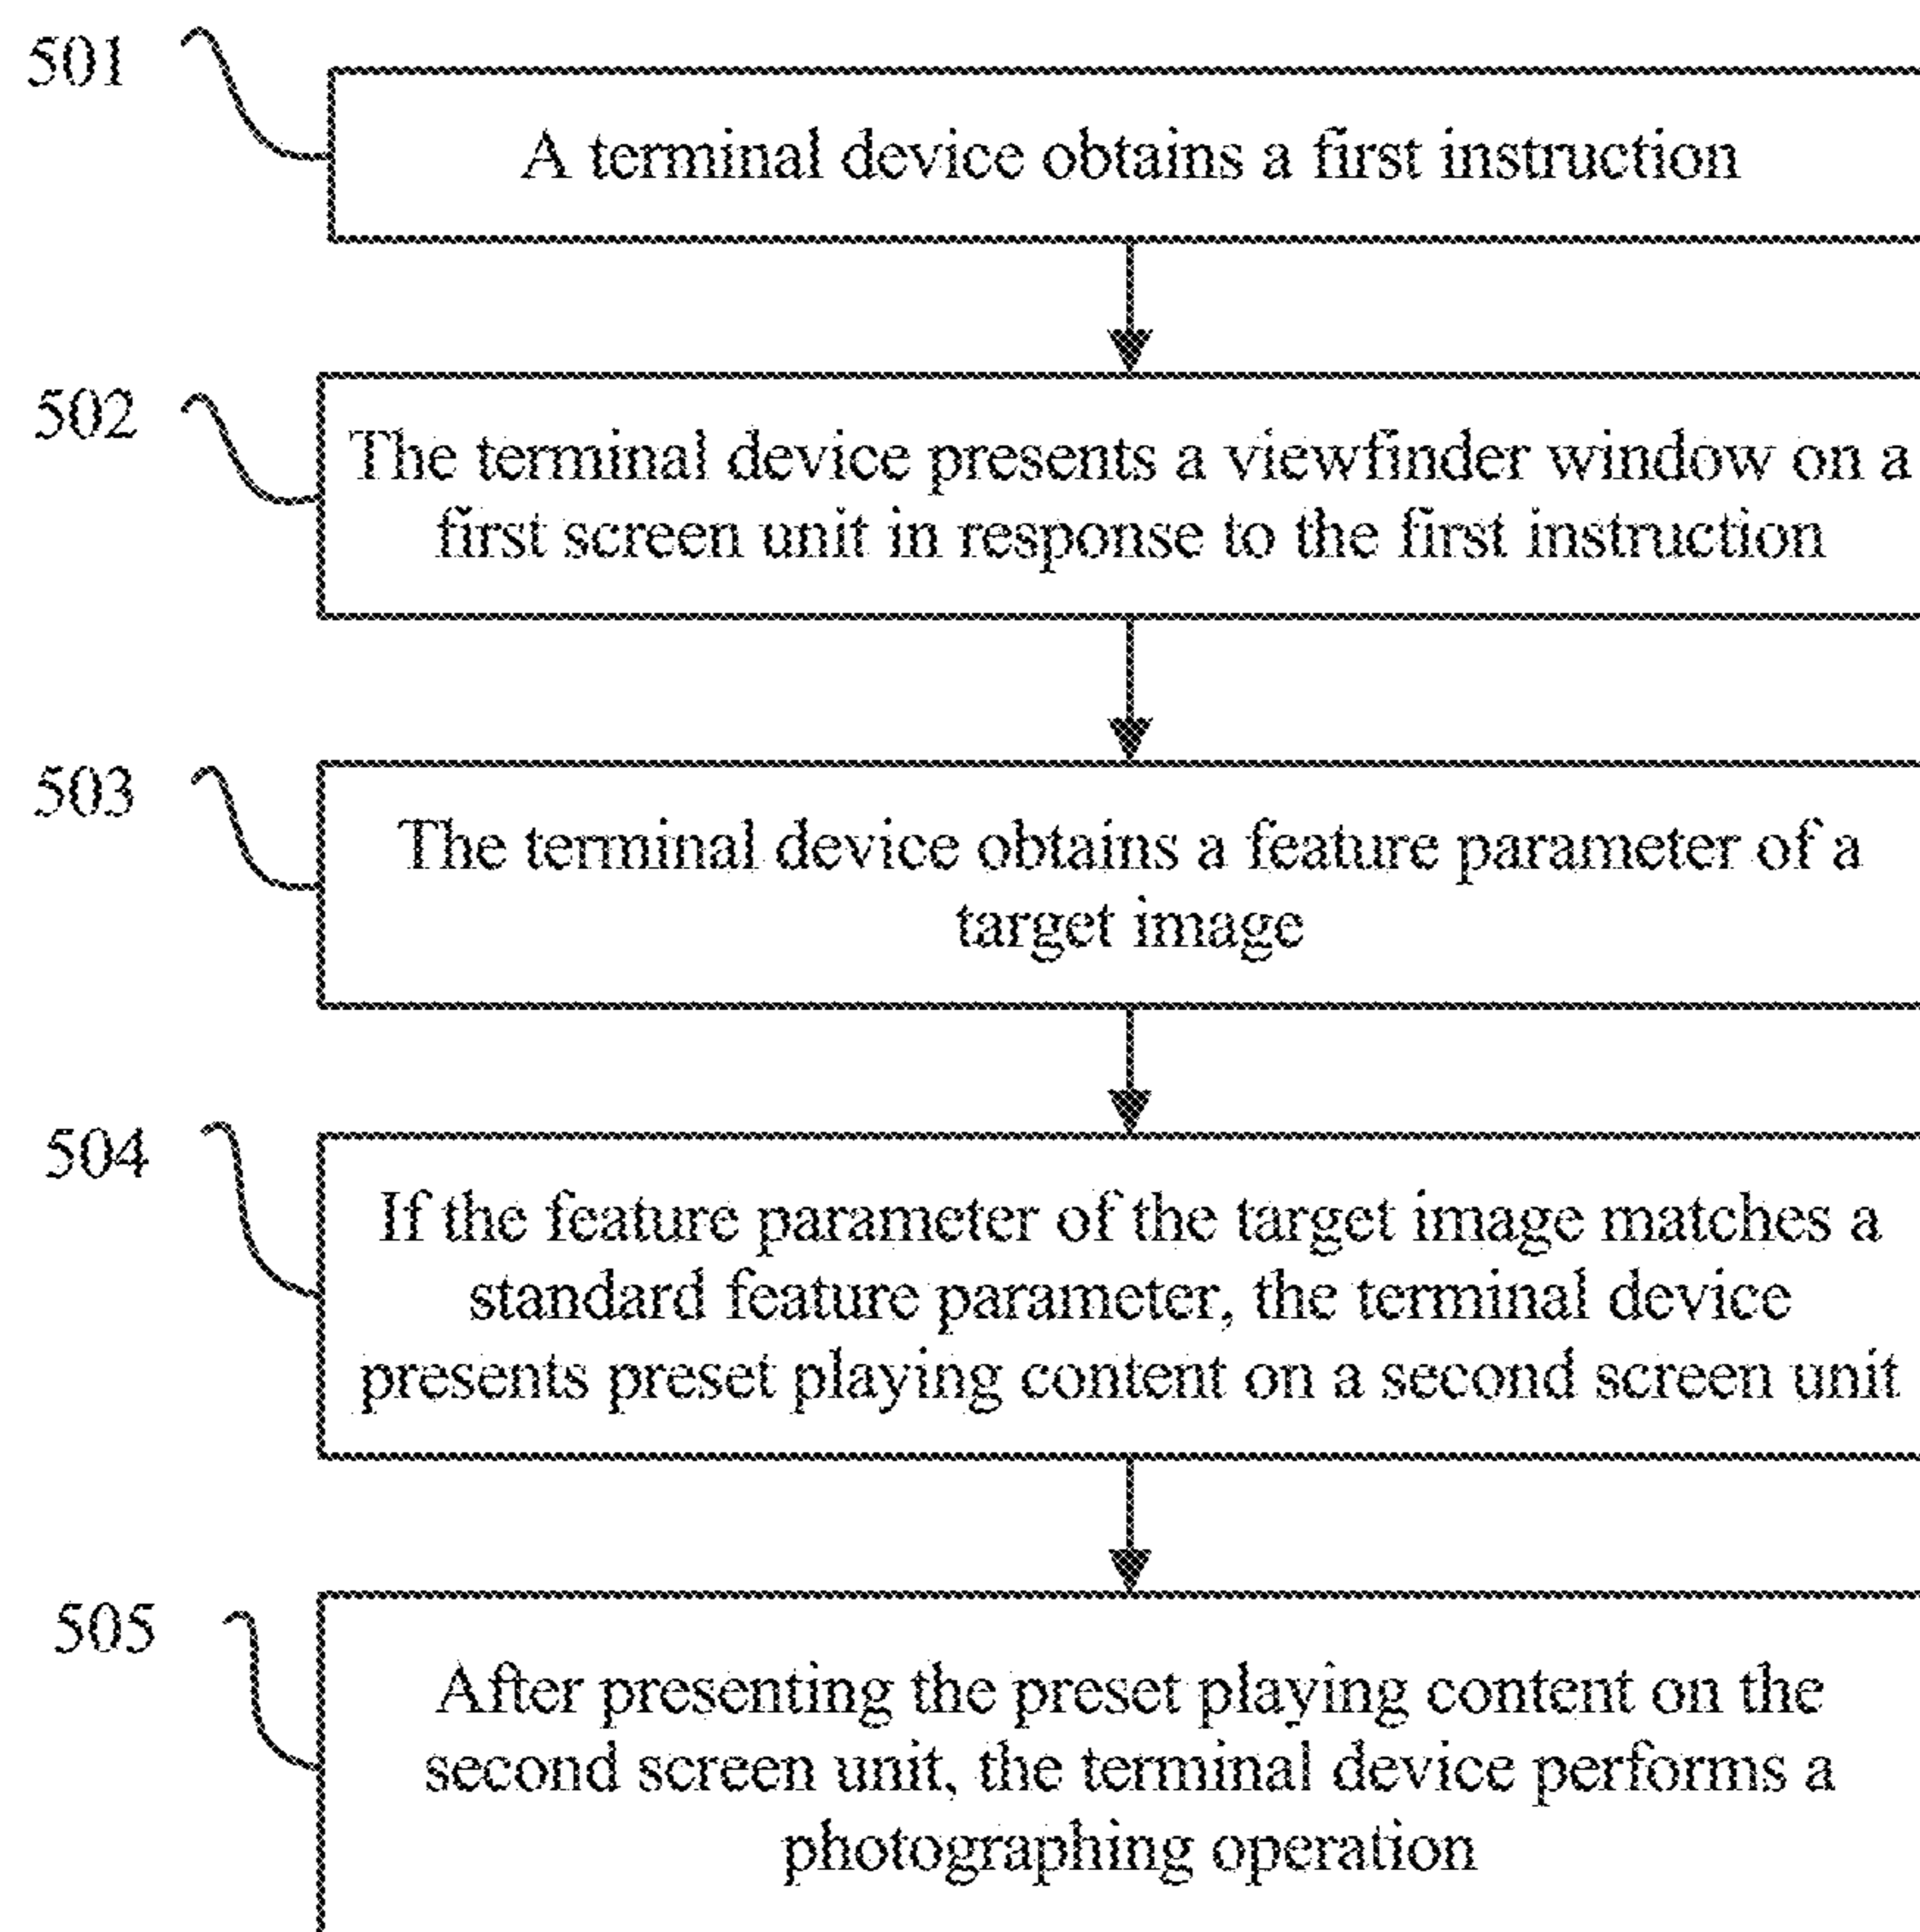 501
A terminal device obtains a first instruction
502
The terminal device presents a viewfinder window on a
first screen unit in response to the first instruction
503
The terminal device obtains a feature parameter of a
target image
504
If the feature parameter of the target image matches a
standard feature parameter, the terminal device
presents preset playing content on a second screen unit
505
After presenting the preset playing content on the
second screen unit, the terminal device performs a
photographing operation